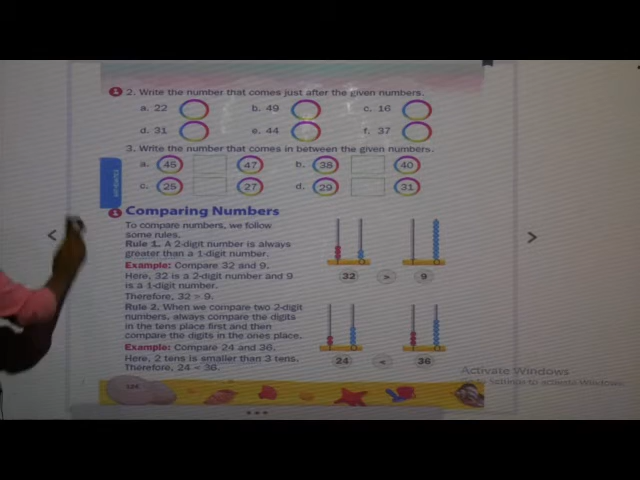 2. Write the number that comes just after the given numbers.
a. 22 b. 49 c. 16
d. 31 e. 44 f. 37
3. Write the number that comes in between the given numbers.
a. 45 47 b. 38 40
c. 25 27 d. 29 31
Comparing Numbers
To compare numbers, we follow
some rules.
Rule 1. A 2-digit number is always
greater than a 1-digit number.
Example: Compare 32 and 9.
Here, 32 is a 2-digit number and 9
is a 1-digit number.
Therefore, 32 > 9.
32 > 9
Rule 2. When we compare two 2-digit
numbers, always compare the digits
in the tens place first and then
compare the digits in the ones place.
Example: Compare 24 and 36.
Here, 2 tens is smaller than 3 tens.
Therefore, 24 < 36.
24 < 36
Activate Windows
Settings to activate Windows.